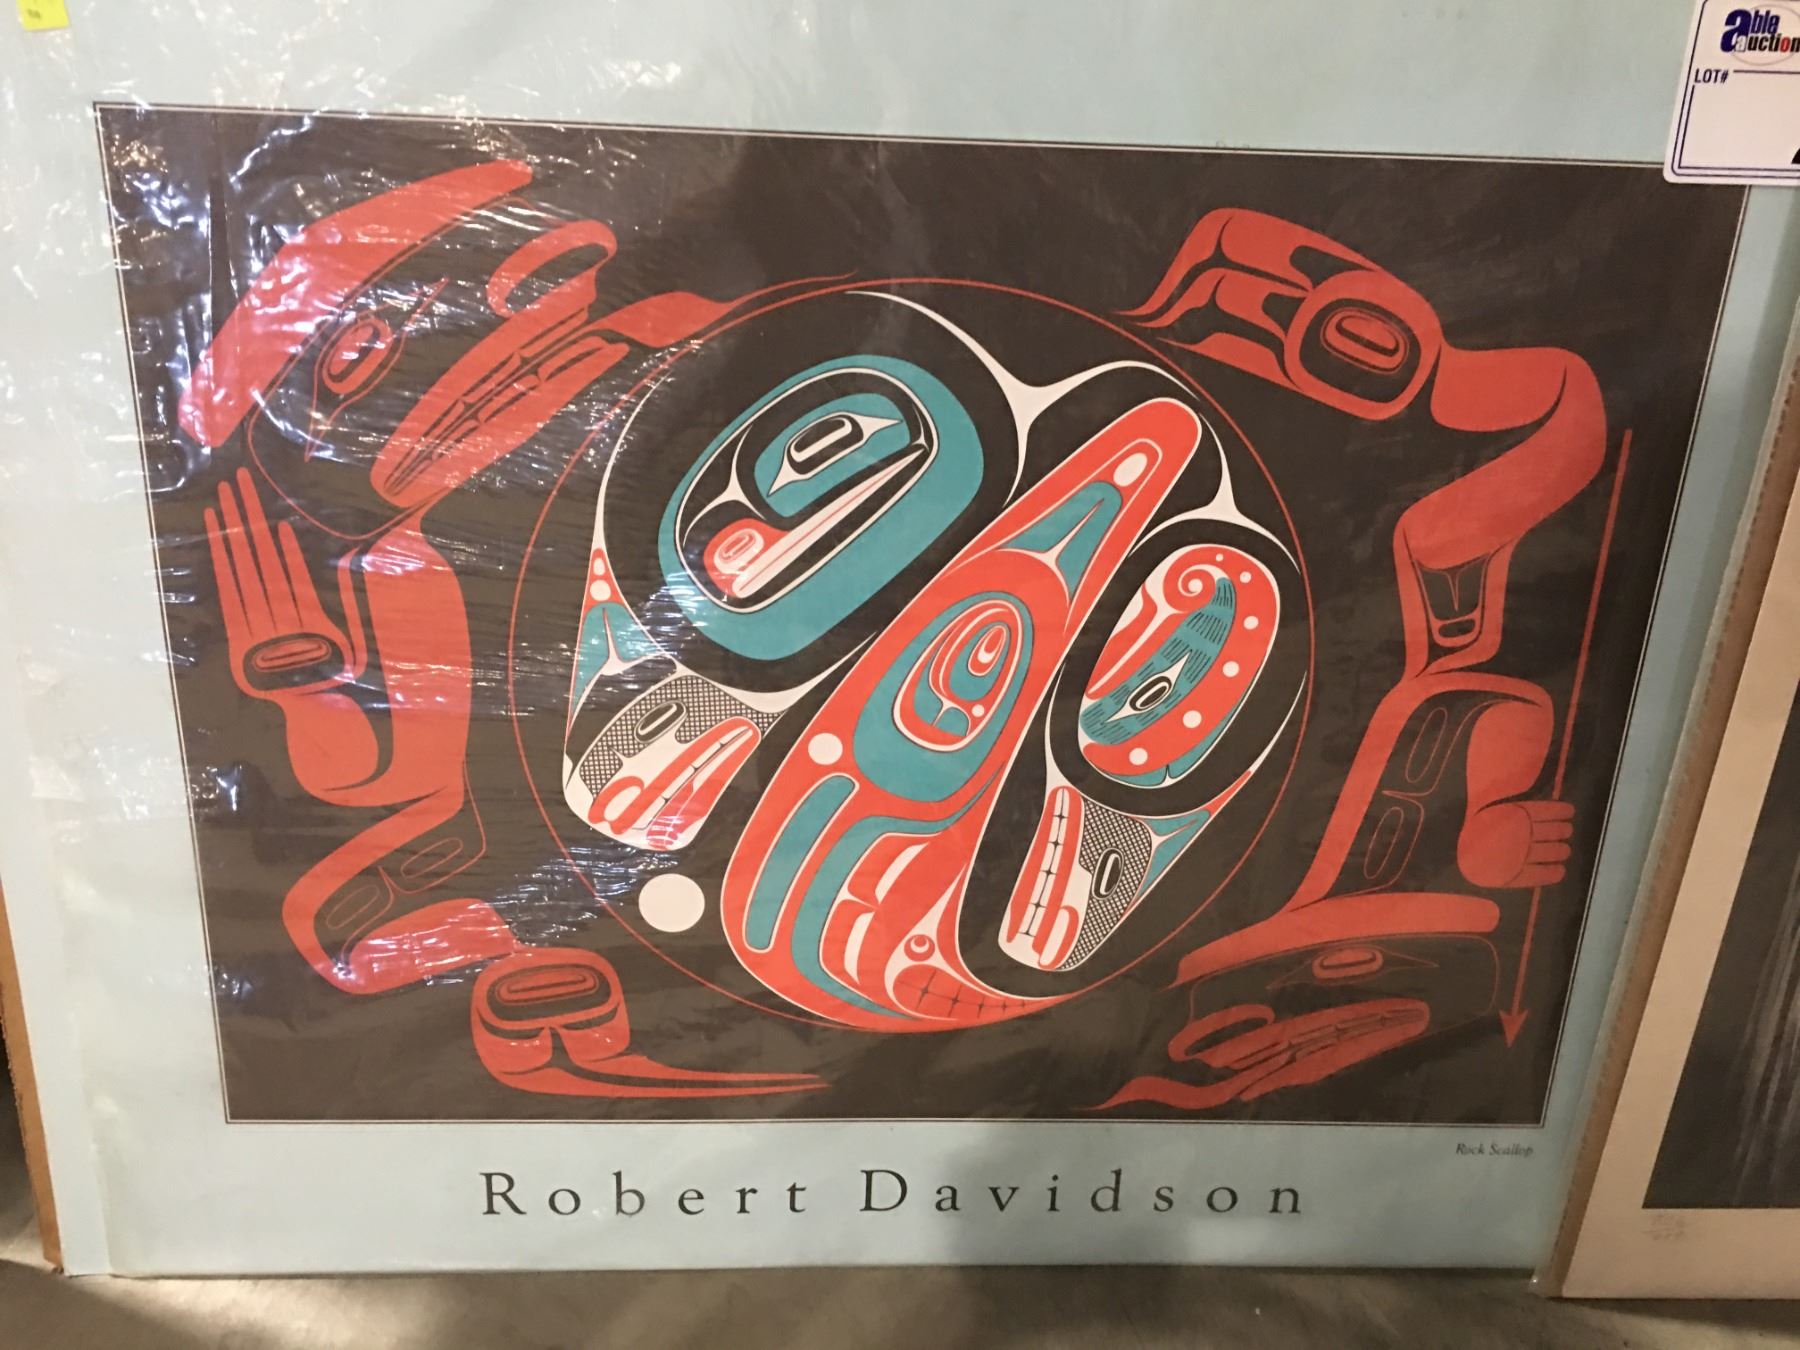 able
auction
LOT#
Rock Scallop
Robert Davidson